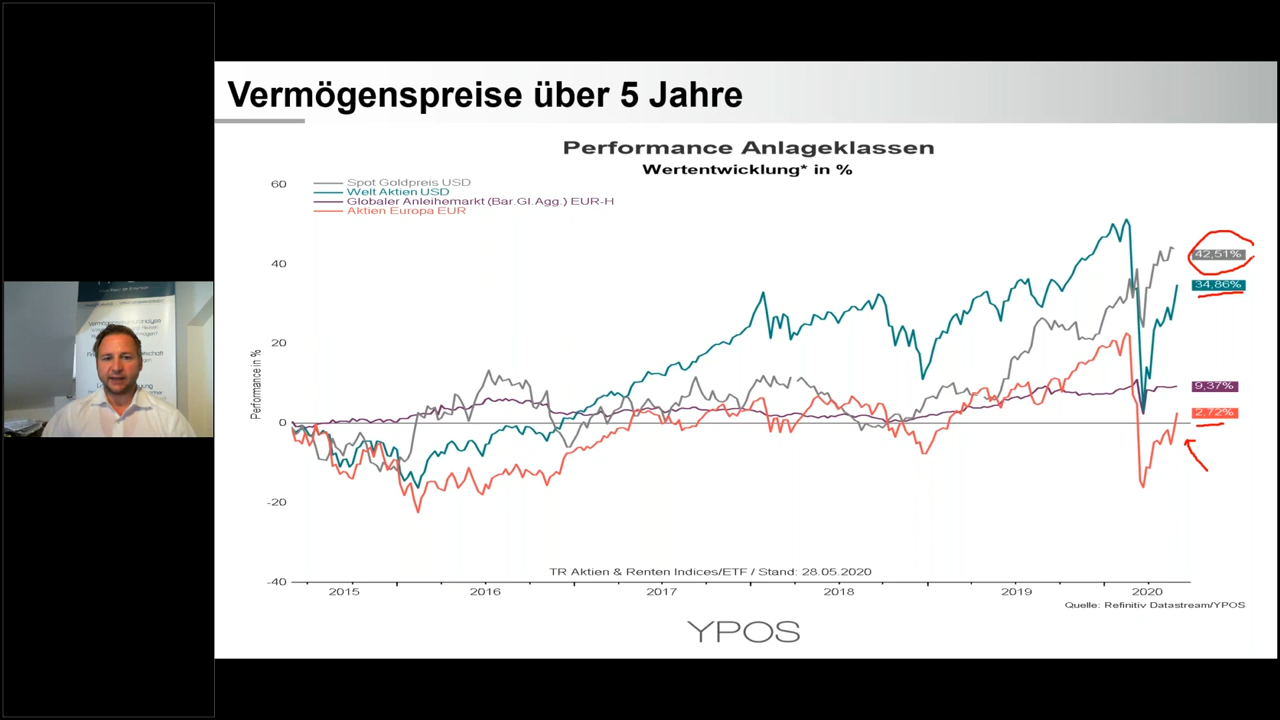 Vermögenspreise über 5 Jahre
Performance Anlageklassen
Wertentwicklung* in %
Spot Goldpreis USD
Welt Aktien USD
Globaler Anleihemarkt (Bar.Gl.Agg.) EUR-H
Aktien Europa EUR
Performance in %
60
40
20
0
-20
-40
42,51%
34,86%
9,37%
2,72%
TR Aktien & Renten Indices/ETF / Stand: 28.05.2020
2015
2016
2017
2018
2019
2020
Quelle: Refinitiv Datastream/YPOS
YPOS